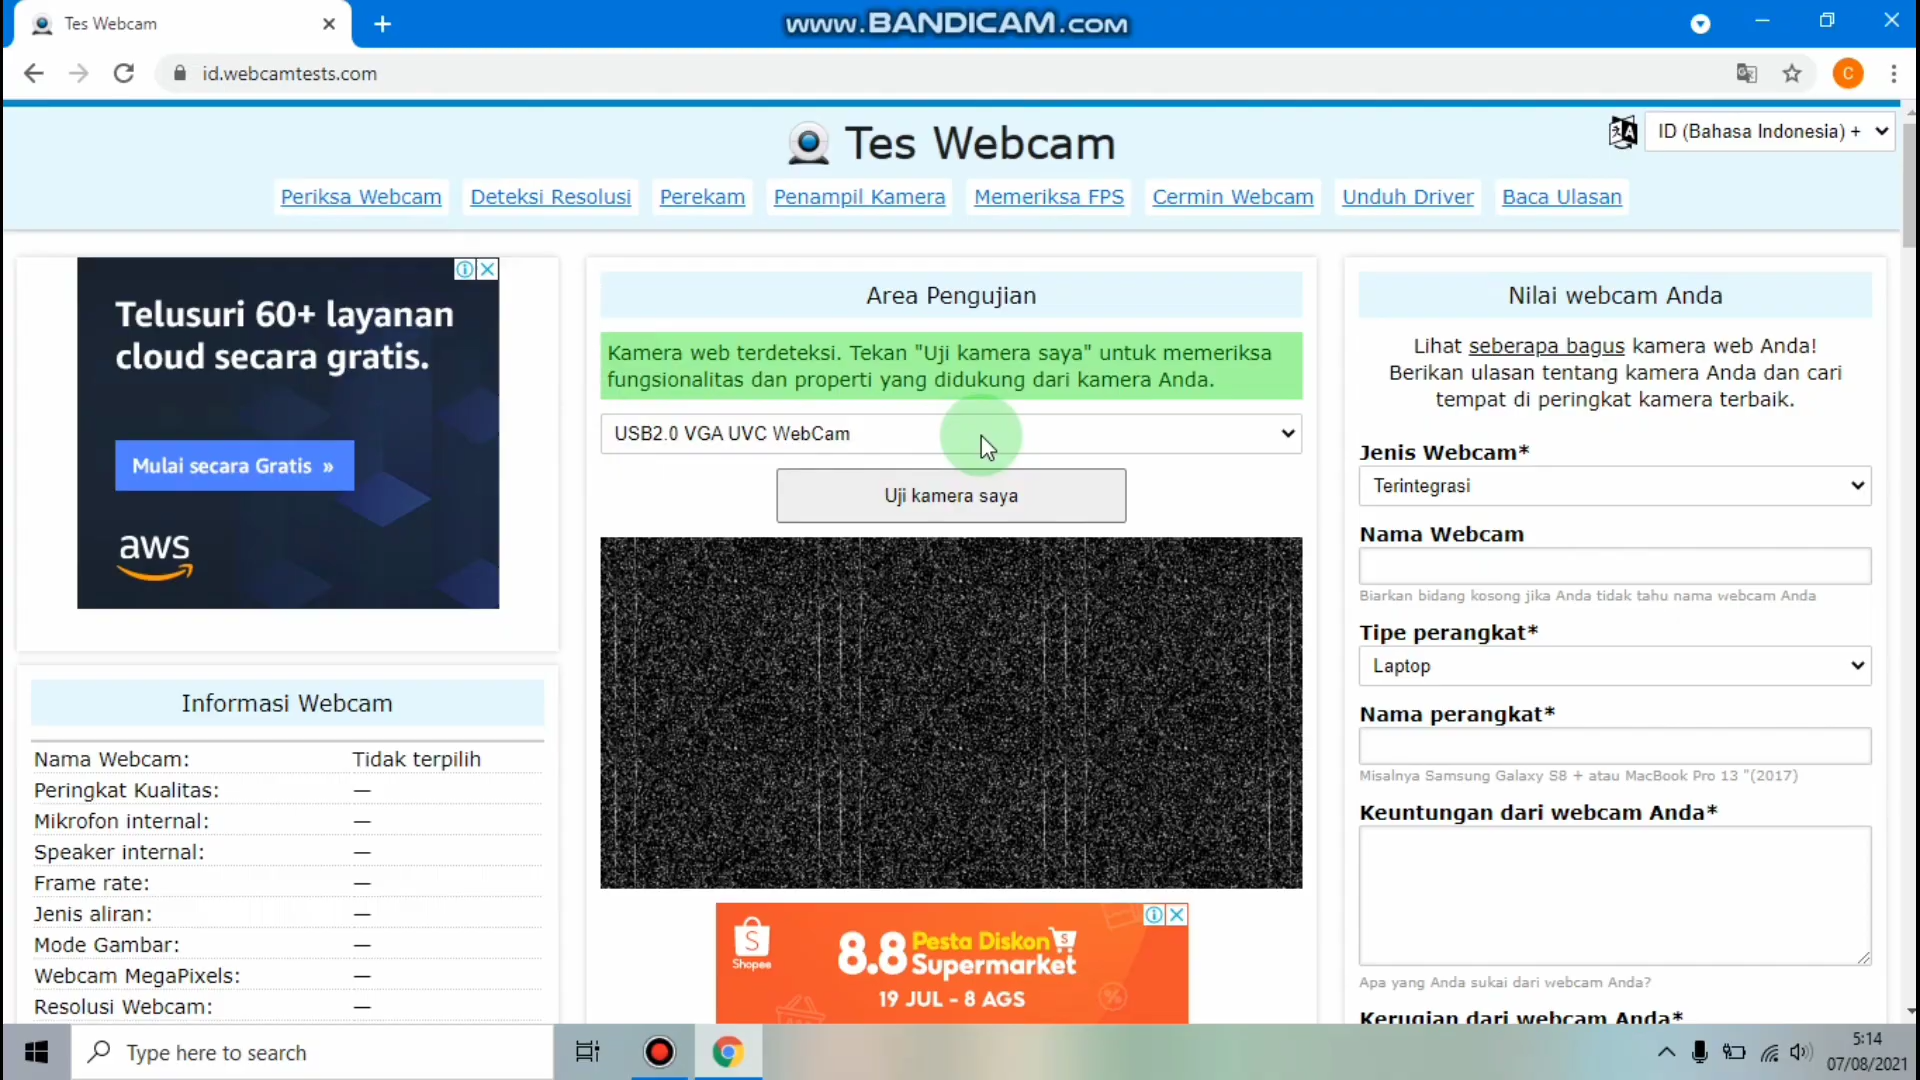 Tes Webcam
www.BANDICAM.com
id.webcamtests.com
C
Tes Webcam
ID (Bahasa Indonesia) +
Periksa Webcam
Deteksi Resolusi
Perekam
Penampil Kamera
Memeriksa FPS
Cermin Webcam
Unduh Driver
Baca Ulasan
Telusuri 60+ layanan
cloud secara gratis.
Mulai secara Gratis »
aws
Informasi Webcam
Nama Webcam: Tidak terpilih
Peringkat Kualitas: —
Mikrofon internal: —
Speaker internal: —
Frame rate: —
Jenis aliran: —
Mode Gambar: —
Webcam MegaPixels: —
Resolusi Webcam: —
Area Pengujian
Kamera web terdeteksi. Tekan "Uji kamera saya" untuk memeriksa
fungsionalitas dan properti yang didukung dari kamera Anda.
USB2.0 VGA UVC WebCam
Uji kamera saya
S
Shopee
8.8 Pesta Diskon
Supermarket
19 JUL - 8 AGS
Nilai webcam Anda
Lihat seberapa bagus kamera web Anda!
Berikan ulasan tentang kamera Anda dan cari
tempat di peringkat kamera terbaik.
Jenis Webcam*
Terintegrasi
Nama Webcam
Biarkan bidang kosong jika Anda tidak tahu nama webcam Anda
Tipe perangkat*
Laptop
Nama perangkat*
Misalnya Samsung Galaxy S8 + atau MacBook Pro 13 "(2017)
Keuntungan dari webcam Anda*
Apa yang Anda sukai dari webcam Anda?
Kerugian dari webcam Anda*
Type here to search
5:14
07/08/2021